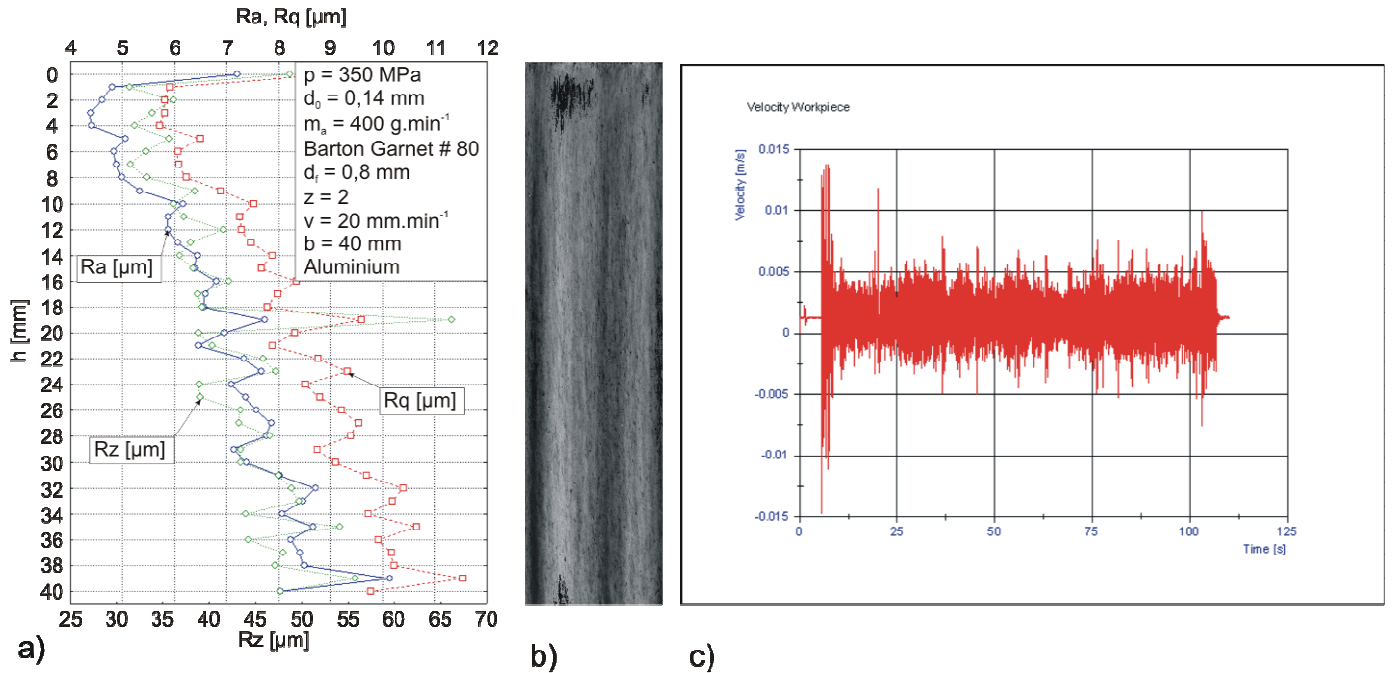 Ra, Rq [µm]
4 5 6 7 8 9 10 11 12
0
2
4
6
8
10
12
14
16
18
20
22
24
26
28
30
32
34
36
38
40
h [mm]
p = 350 MPa
d₀ = 0,14 mm
mₐ = 400 g.min⁻¹
Barton Garnet # 80
d_f = 0,8 mm
z = 2
v = 20 mm.min⁻¹
b = 40 mm
Aluminium
Ra [µm]
Rq [µm]
Rz [µm]
25 30 35 40 45 50 55 60 65 70
Rz [µm]
a)
b)
Velocity Workpiece
Velocity [m/s]
0.015
0.01
0.005
0
-0.005
-0.01
-0.015
0 25 50 75 100 125
Time [s]
c)